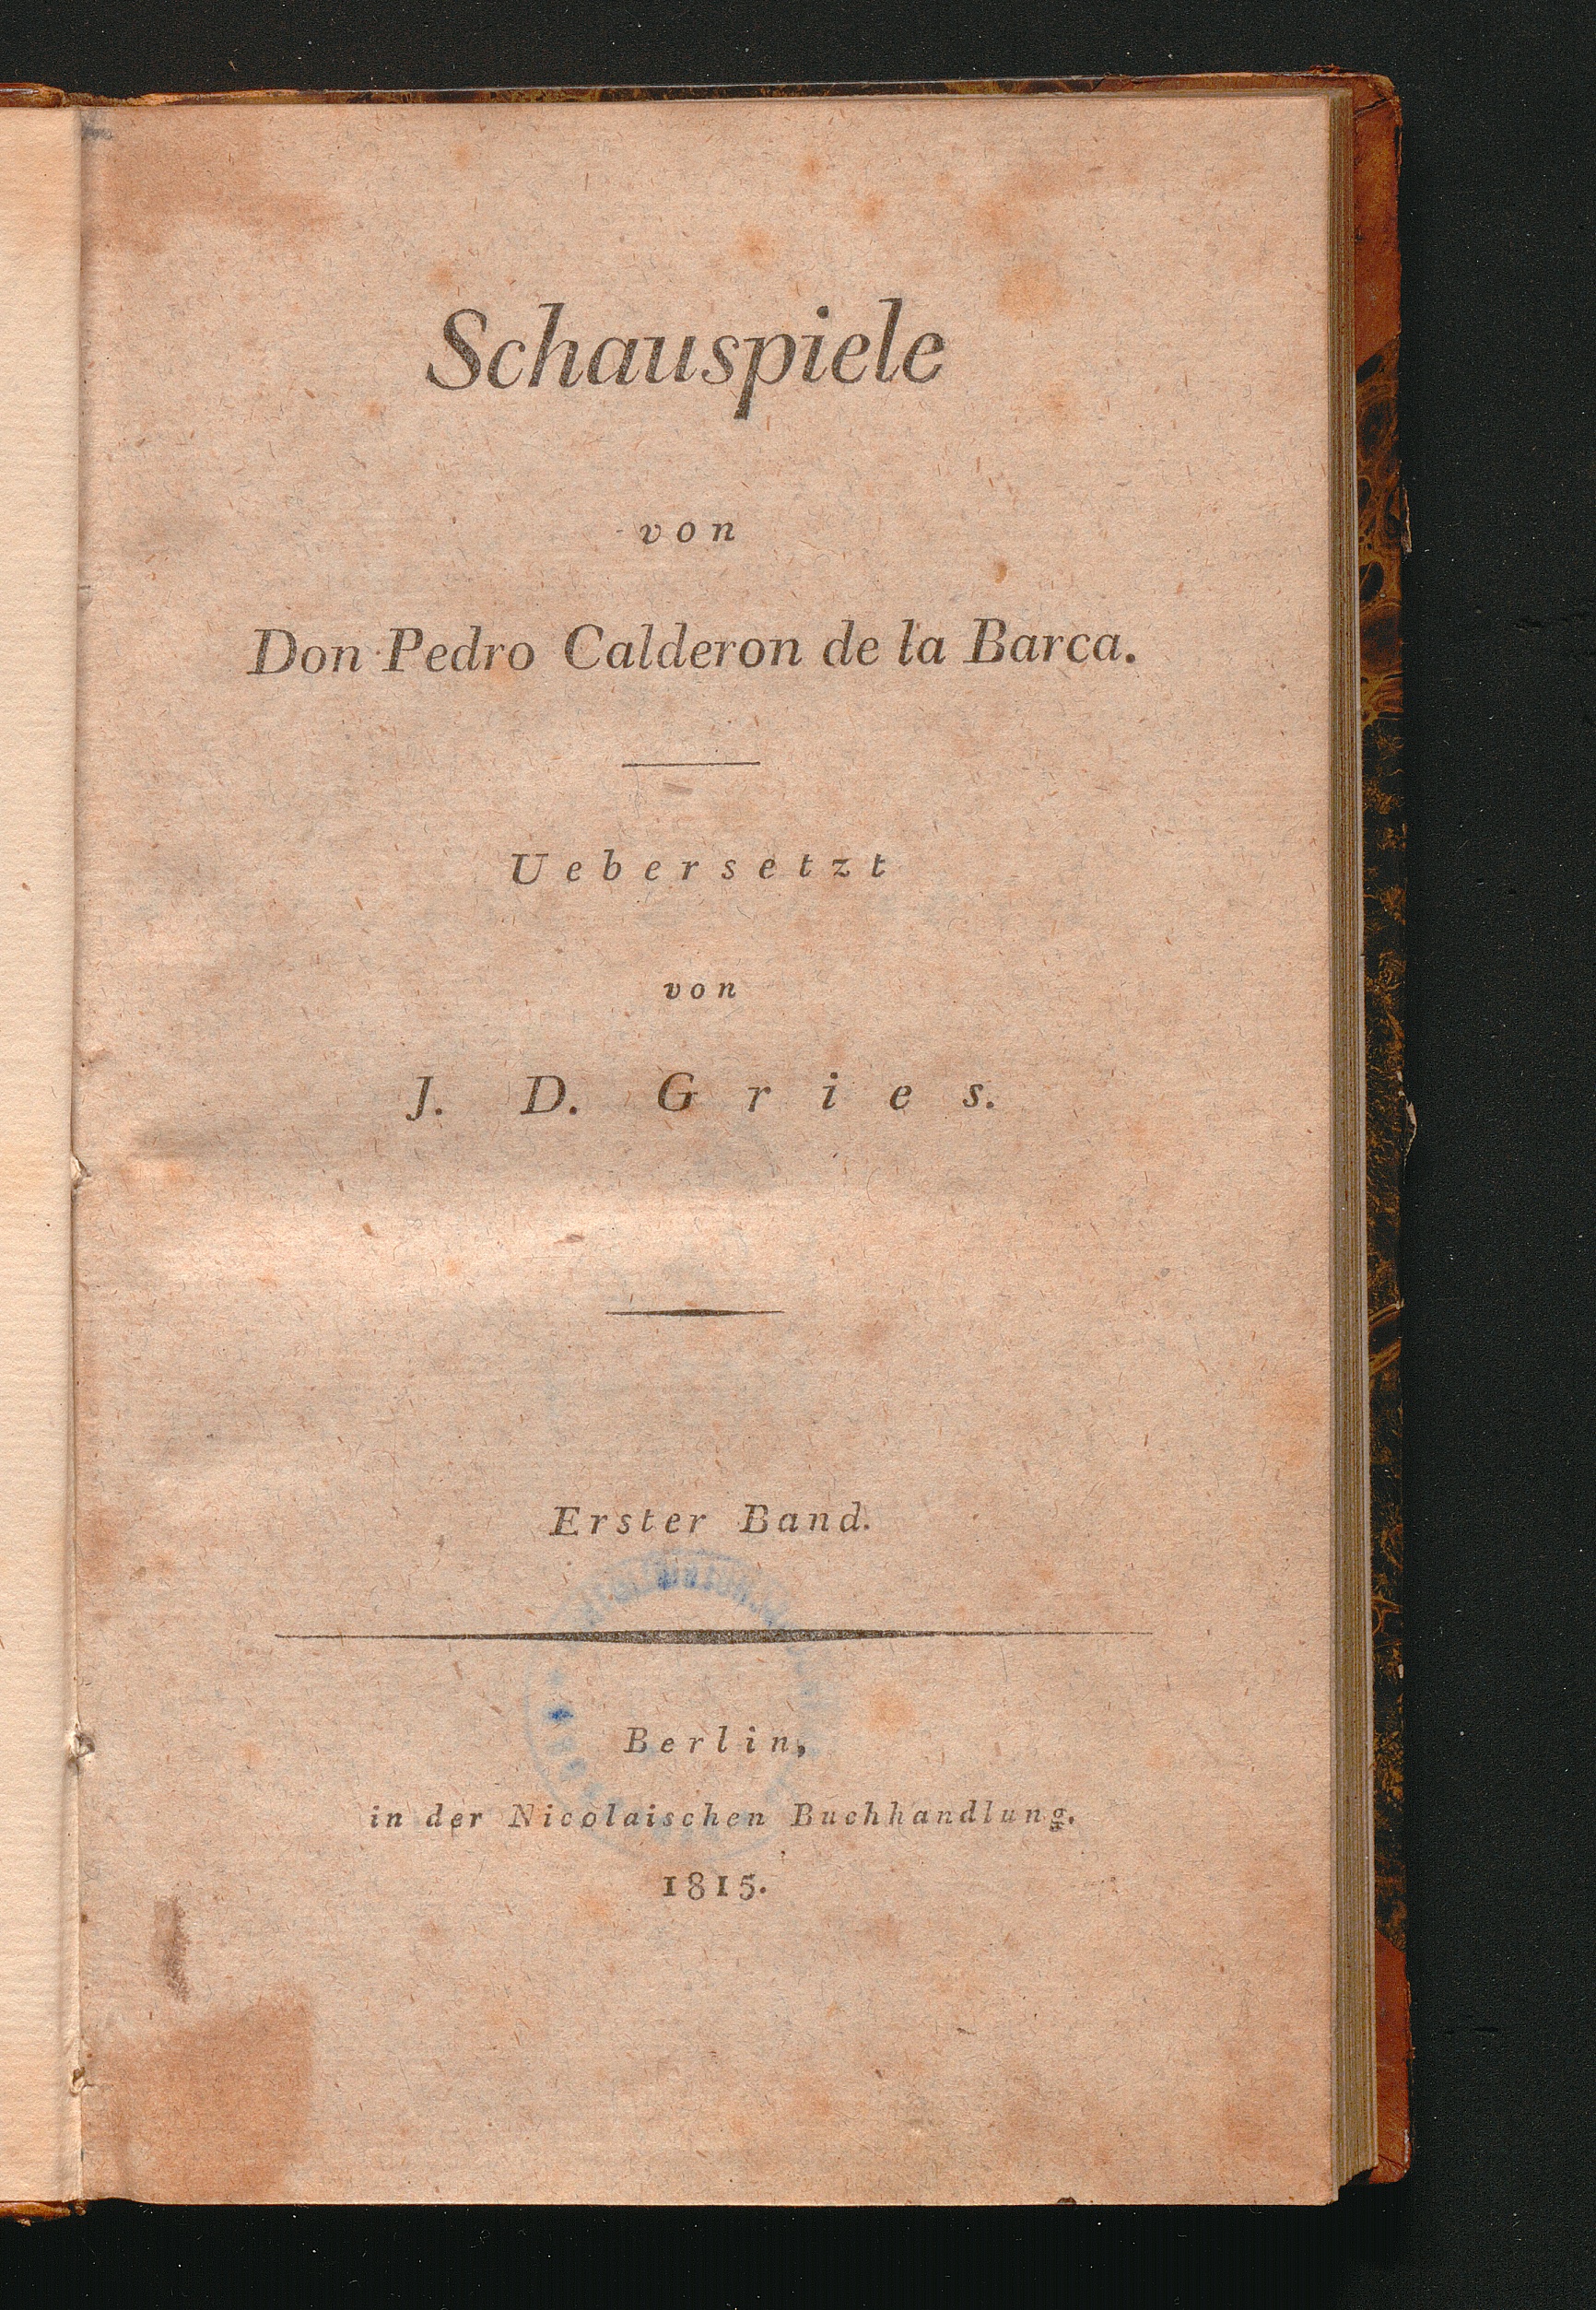 Schauspiele
von
Don Pedro Calderon de la Barca.
Uebersetzt
von
J. D. Gries.
Erster Band.
Berlin,
in der Nicolaischen Buchhandlung.
1815.